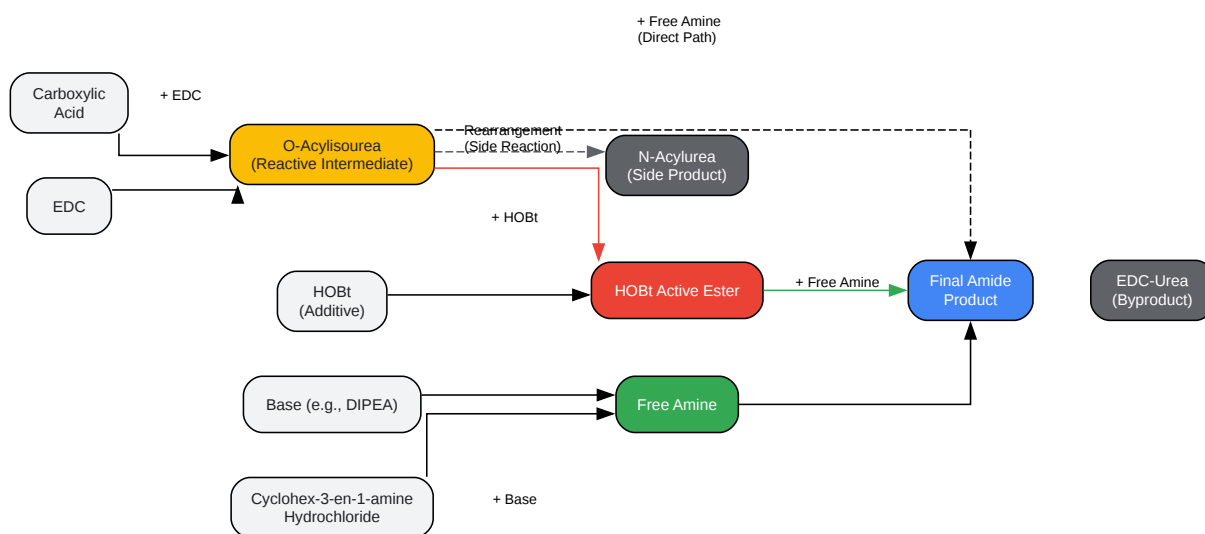 + Free Amine
(Direct Path)
Carboxylic
Acid
+ EDC
O-Acylisourea
(Reactive Intermediate)
Rearrangement
(Side Reaction)
N-Acylurea
(Side Product)
EDC
+ HOBt
HOBt
(Additive)
HOBt Active Ester
+ Free Amine
Final Amide
Product
EDC-Urea
(Byproduct)
Base (e.g., DIPEA)
Free Amine
Cyclohex-3-en-1-amine
Hydrochloride
+ Base